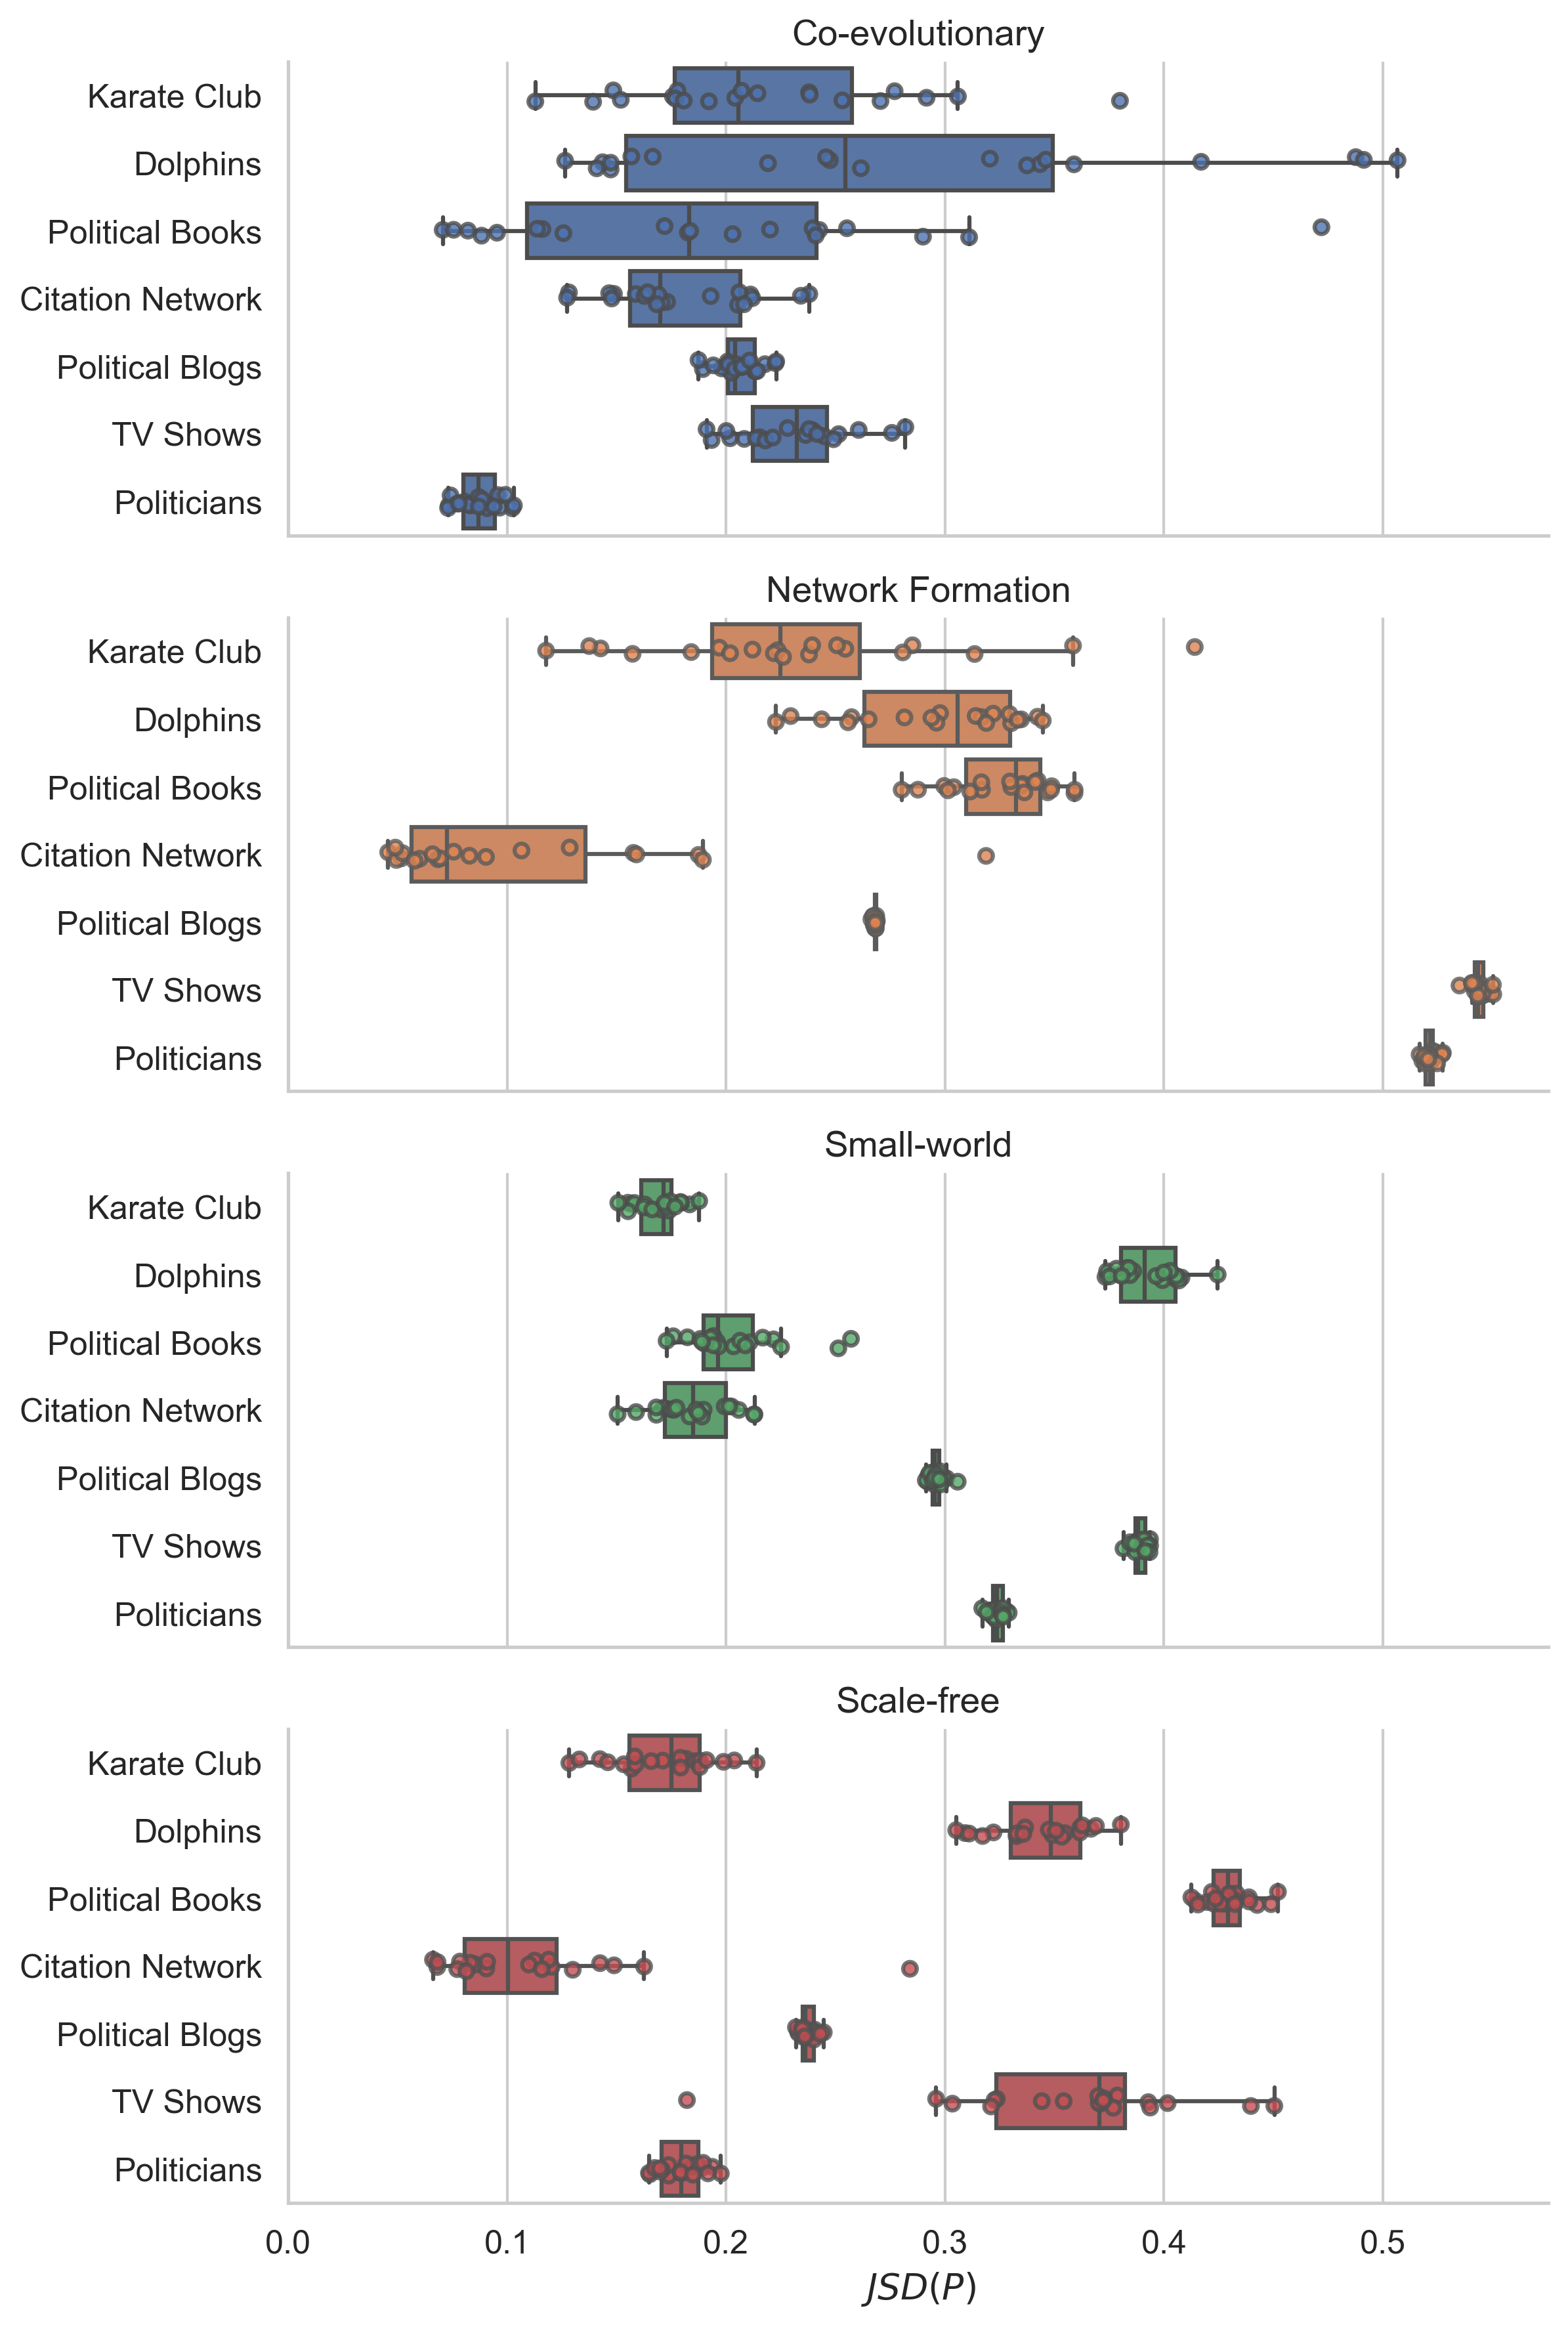 Co-evolutionary
Karate Club
Dolphins
Political Books
Citation Network
Political Blogs
TV Shows
Politicians
Network Formation
Karate Club
Dolphins
Political Books
Citation Network
Political Blogs
TV Shows
Politicians
Small-world
Karate Club
Dolphins
Political Books
Citation Network
Political Blogs
TV Shows
Politicians
Scale-free
Karate Club
Dolphins
Political Books
Citation Network
Political Blogs
TV Shows
Politicians
0.0 0.1 0.2 0.3 0.4 0.5
JSD(P)